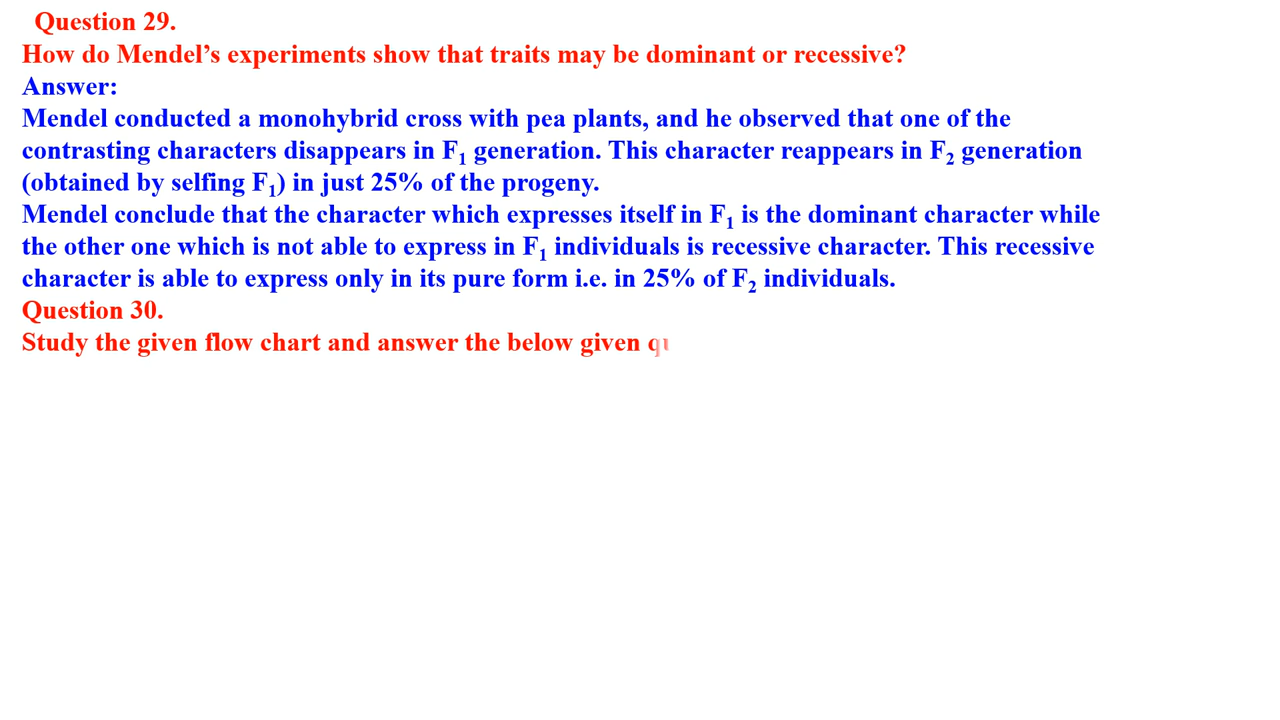 Question 29.
How do Mendel’s experiments show that traits may be dominant or recessive?
Answer:
Mendel conducted a monohybrid cross with pea plants, and he observed that one of the
contrasting characters disappears in F1 generation. This character reappears in F2 generation
(obtained by selfing F1) in just 25% of the progeny.
Mendel conclude that the character which expresses itself in F1 is the dominant character while
the other one which is not able to express in F1 individuals is recessive character. This recessive
character is able to express only in its pure form i.e. in 25% of F2 individuals.
Question 30.
Study the given flow chart and answer the below given